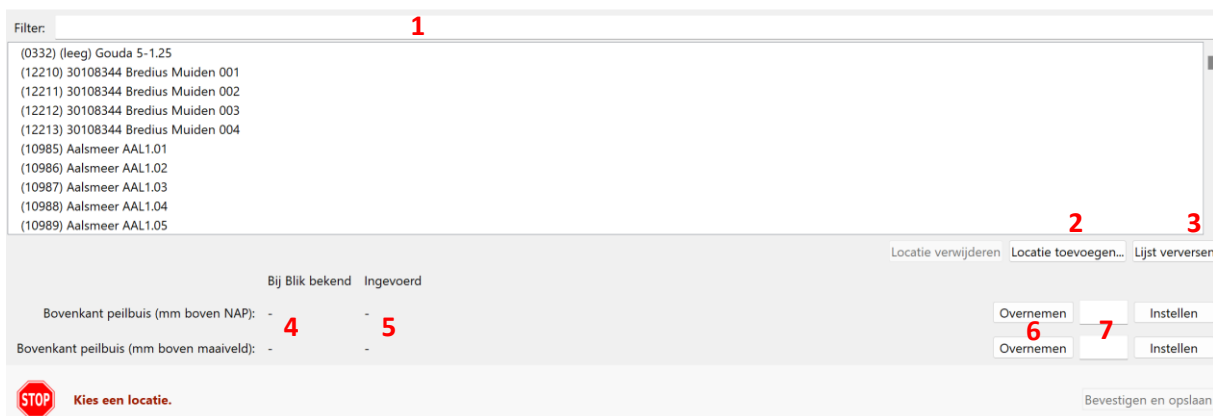 Filter: 1
(0332) (leeg) Gouda 5-1.25
(12210) 30108344 Bredius Muiden 001
(12211) 30108344 Bredius Muiden 002
(12212) 30108344 Bredius Muiden 003
(12213) 30108344 Bredius Muiden 004
(10985) Aalsmeer AAL1.01
(10986) Aalsmeer AAL1.02
(10987) Aalsmeer AAL1.03
(10988) Aalsmeer AAL1.04
(10989) Aalsmeer AAL1.05
2 3
Locatie verwijderen Locatie toevoegen... Lijst verversen
Bij Blik bekend Ingevoerd
Bovenkant peilbuis (mm boven NAP): - - Overnemen Instellen
4 5 6 7
Bovenkant peilbuis (mm boven maaiveld): - - Overnemen Instellen
STOP Kies een locatie. Bevestigen en opslaan